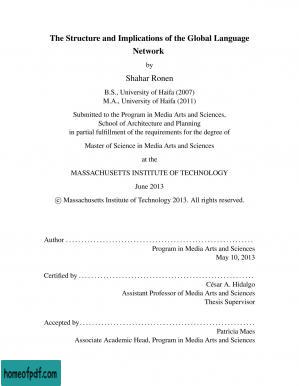 The Structure and Implications of the Global Language
Network
by
Shahar Ronen
B.S., University of Haifa (2007)
M.A., University of Haifa (2011)
Submitted to the Program in Media Arts and Sciences,
School of Architecture and Planning
in partial fulfillment of the requirements for the degree of
Master of Science in Media Arts and Sciences
at the
MASSACHUSETTS INSTITUTE OF TECHNOLOGY
June 2013
© Massachusetts Institute of Technology 2013. All rights reserved.
Author ................................................................
Program in Media Arts and Sciences
May 10, 2013
Certified by ............................................................
César A. Hidalgo
Assistant Professor of Media Arts and Sciences
Thesis Supervisor
Accepted by ............................................................
Patricia Maes
Associate Academic Head, Program in Media Arts and Sciences
homeofpdf.com